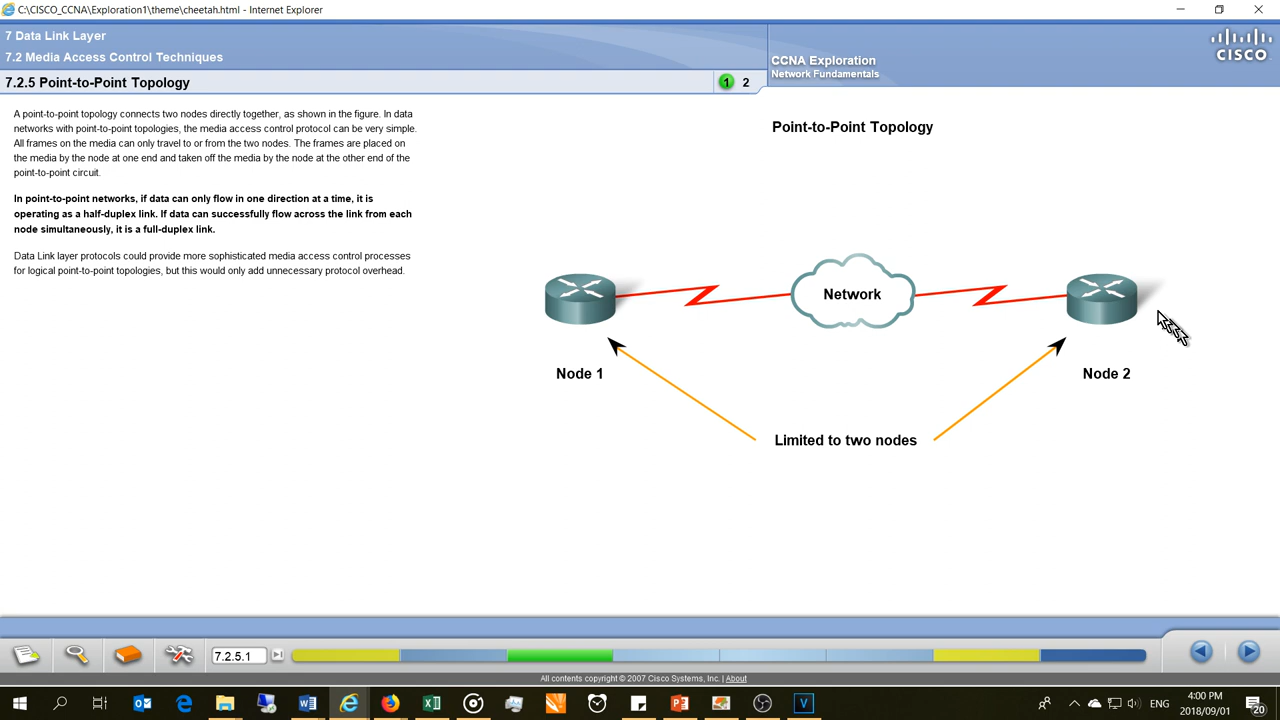 C:\CISCO_CCNA\Exploration1\theme\cheetah.html - Internet Explorer
7 Data Link Layer
7.2 Media Access Control Techniques
7.2.5 Point-to-Point Topology
1 2
CCNA Exploration
Network Fundamentals
CISCO
A point-to-point topology connects two nodes directly together, as shown in the figure. In data
networks with point-to-point topologies, the media access control protocol can be very simple.
All frames on the media can only travel to or from the two nodes. The frames are placed on
the media by the node at one end and taken off the media by the node at the other end of the
point-to-point circuit.
In point-to-point networks, if data can only flow in one direction at a time, it is
operating as a half-duplex link. If data can successfully flow across the link from each
node simultaneously, it is a full-duplex link.
Data Link layer protocols could provide more sophisticated media access control processes
for logical point-to-point topologies, but this would only add unnecessary protocol overhead.
Point-to-Point Topology
Network
Node 1
Node 2
Limited to two nodes
7.2.5.1
All contents copyright © 2007 Cisco Systems, Inc. | About
ENG
4:00 PM
2018/09/01
20